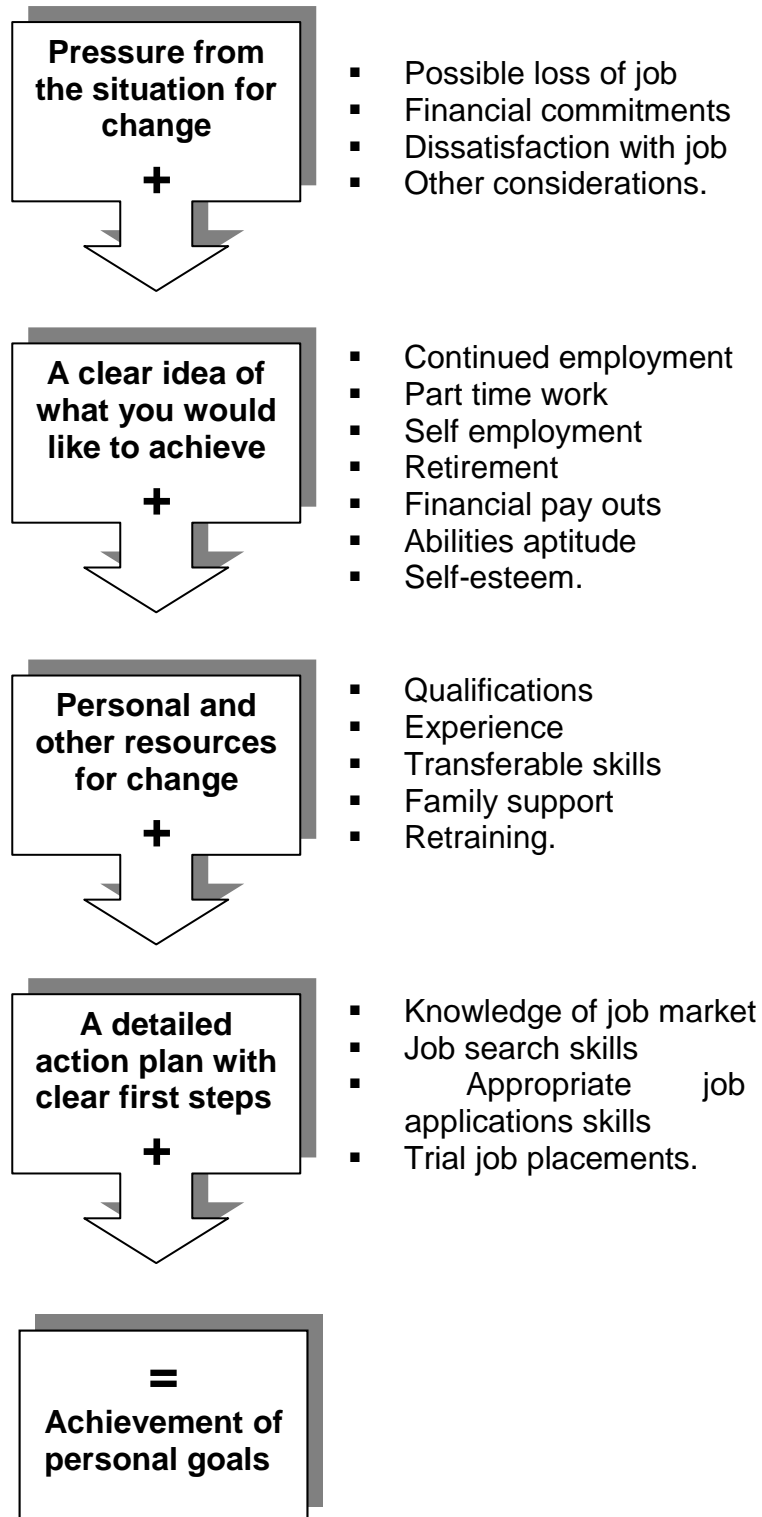 Pressure from
the situation for
change
+
▪ Possible loss of job
▪ Financial commitments
▪ Dissatisfaction with job
▪ Other considerations.
A clear idea of
what you would
like to achieve
+
▪ Continued employment
▪ Part time work
▪ Self employment
▪ Retirement
▪ Financial pay outs
▪ Abilities aptitude
▪ Self-esteem.
Personal and
other resources
for change
+
▪ Qualifications
▪ Experience
▪ Transferable skills
▪ Family support
▪ Retraining.
A detailed
action plan with
clear first steps
+
▪ Knowledge of job market
▪ Job search skills
▪ Appropriate job
applications skills
▪ Trial job placements.
=
Achievement of
personal goals